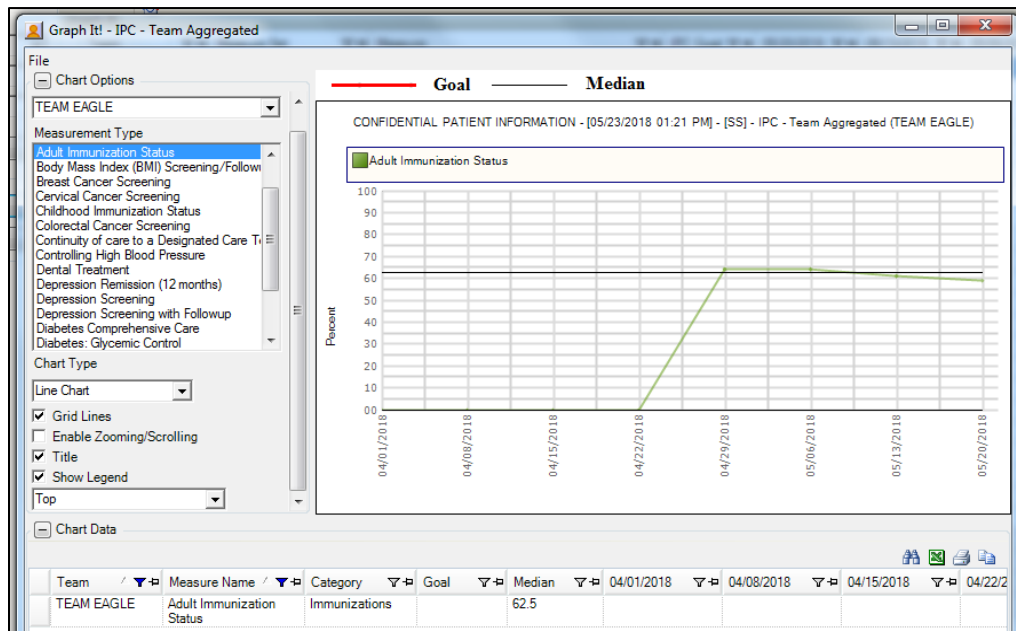 Graph It! - IPC - Team Aggregated
File
Chart Options
TEAM EAGLE
Measurement Type
Adult Immunization Status
Body Mass Index (BMI) Screening/Follow
Breast Cancer Screening
Cervical Cancer Screening
Childhood Immunization Status
Colorectal Cancer Screening
Continuity of care to a Designated Care T
Controlling High Blood Pressure
Dental Treatment
Depression Remission (12 months)
Depression Screening
Depression Screening with Followup
Diabetes Comprehensive Care
Diabetes: Glycemic Control
Chart Type
Line Chart
Grid Lines
Enable Zooming/Scrolling
Title
Show Legend
Top
Goal Median
CONFIDENTIAL PATIENT INFORMATION - [05/23/2018 01:21 PM] - [SS] - IPC - Team Aggregated (TEAM EAGLE)
Adult Immunization Status
100
90
80
70
60
50
40
30
20
10
00
Percent
04/01/2018
04/08/2018
04/15/2018
04/22/2018
04/29/2018
05/06/2018
05/13/2018
05/20/2018
Chart Data
Team Measure Name Category Goal Median 04/01/2018 04/08/2018 04/15/2018 04/22/2
TEAM EAGLE Adult Immunization Immunizations 62.5
Status